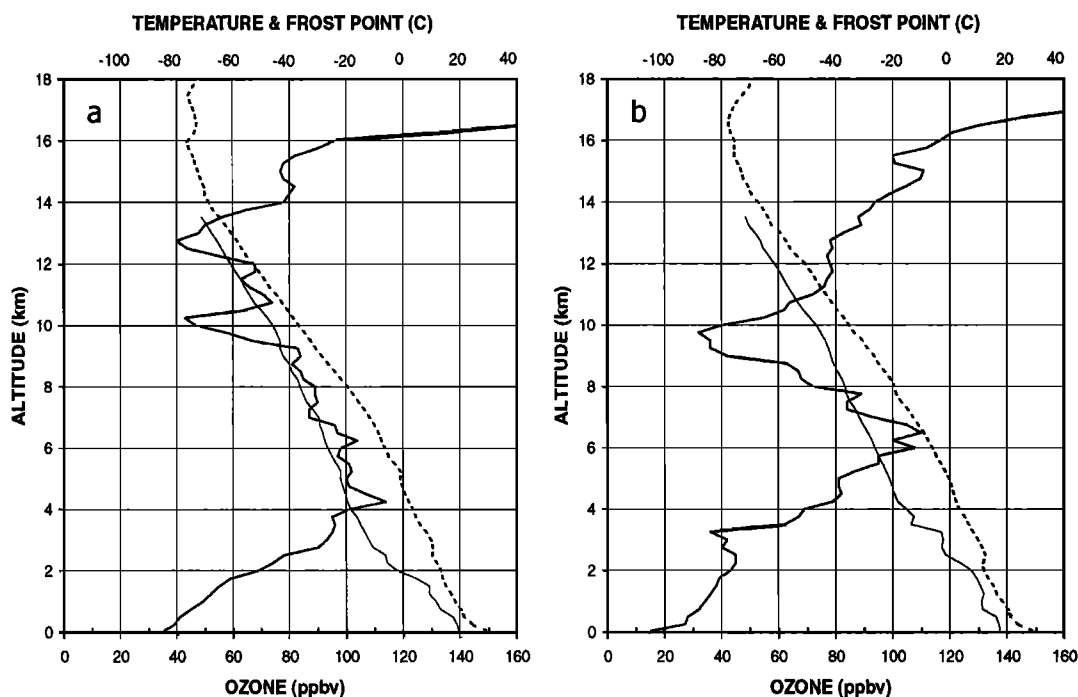 TEMPERATURE & FROST POINT (C)
-100 -80 -60 -40 -20 0 20 40
18
16
14
12
10
8
6
4
2
0
ALTITUDE (km)
a
0 20 40 60 80 100 120 140 160
OZONE (ppbv)
TEMPERATURE & FROST POINT (C)
-100 -80 -60 -40 -20 0 20 40
18
16
14
12
10
8
6
4
2
0
ALTITUDE (km)
b
0 20 40 60 80 100 120 140 160
OZONE (ppbv)